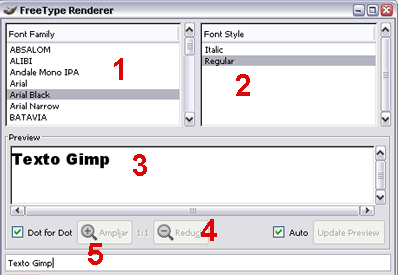 FreeType Renderer
Font Family
Font Style
ABSALOM
ALIBI
Andale Mono IPA
Arial
Arial Black
Arial Narrow
BATAVIA
1
Italic
Regular
2
Preview
Texto Gimp
3
Dot for Dot
Ampliar
1:1
Reduçi
4
Auto
Update Preview
5
Texto Gimp